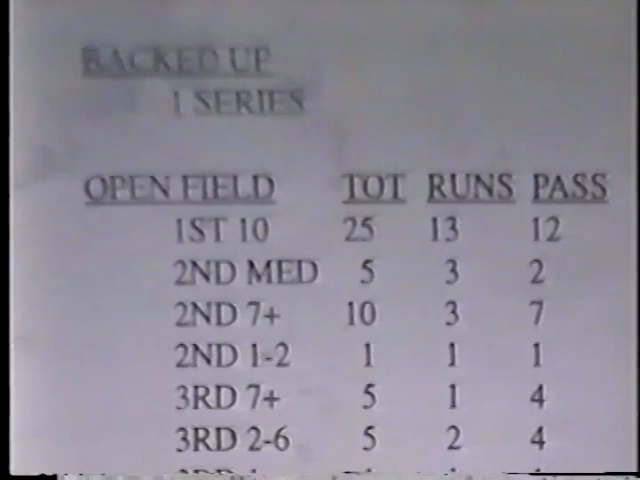 BACKED UP
1 SERIES
OPEN FIELD TOT RUNS PASS
1ST 10 25 13 12
2ND MED 5 3 2
2ND 7+ 10 3 7
2ND 1-2 1 1 1
3RD 7+ 5 1 4
3RD 2-6 5 2 4